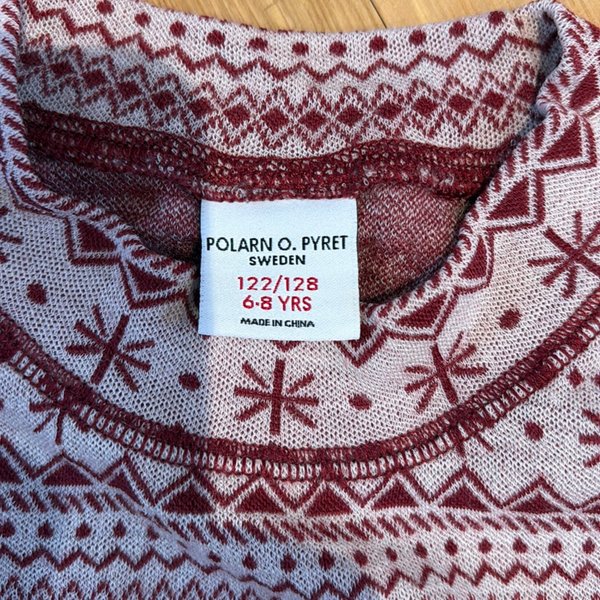 POLARN O. PYRET
SWEDEN
122/128
6-8 YRS
MADE IN CHINA